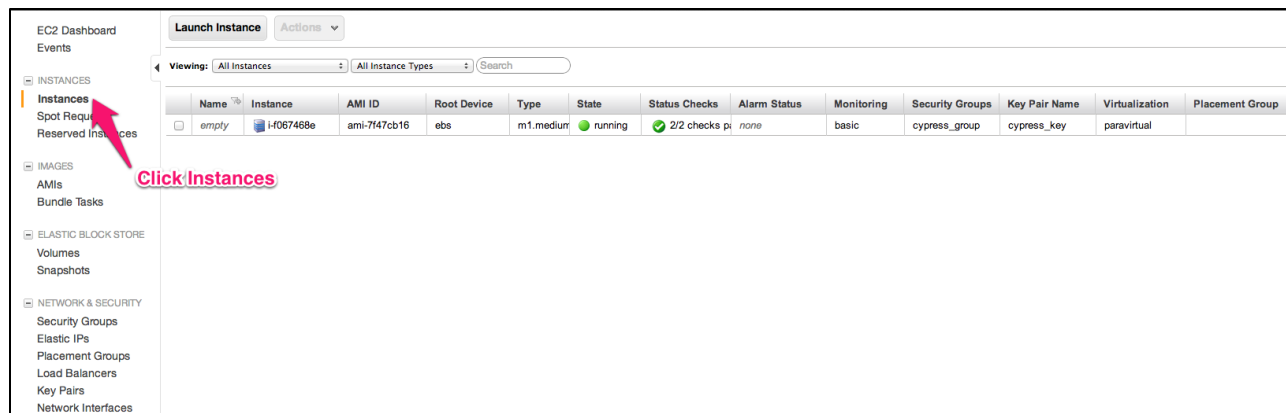 EC2 Dashboard
Events
INSTANCES
Instances
Spot Reque
Reserved Instances
IMAGES
AMIs
Bundle Tasks
ELASTIC BLOCK STORE
Volumes
Snapshots
NETWORK & SECURITY
Security Groups
Elastic IPs
Placement Groups
Load Balancers
Key Pairs
Network Interfaces
Click Instances
Launch Instance Actions
Viewing: All Instances All Instance Types Search
Name Instance AMI ID Root Device Type State Status Checks Alarm Status Monitoring Security Groups Key Pair Name Virtualization Placement Group
empty i-f067468e ami-7f47cb16 ebs m1.medium running 2/2 checks pa none basic cypress_group cypress_key paravirtual